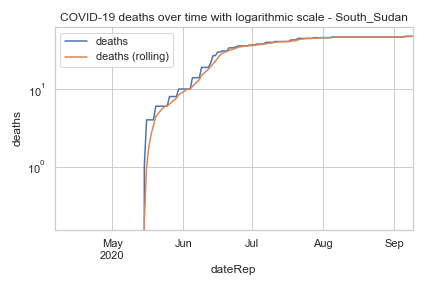 COVID-19 deaths over time with logarithmic scale - South_Sudan
deaths
deaths (rolling)
10¹
10⁰
deaths
May
2020
Jun
Jul
Aug
Sep
dateRep